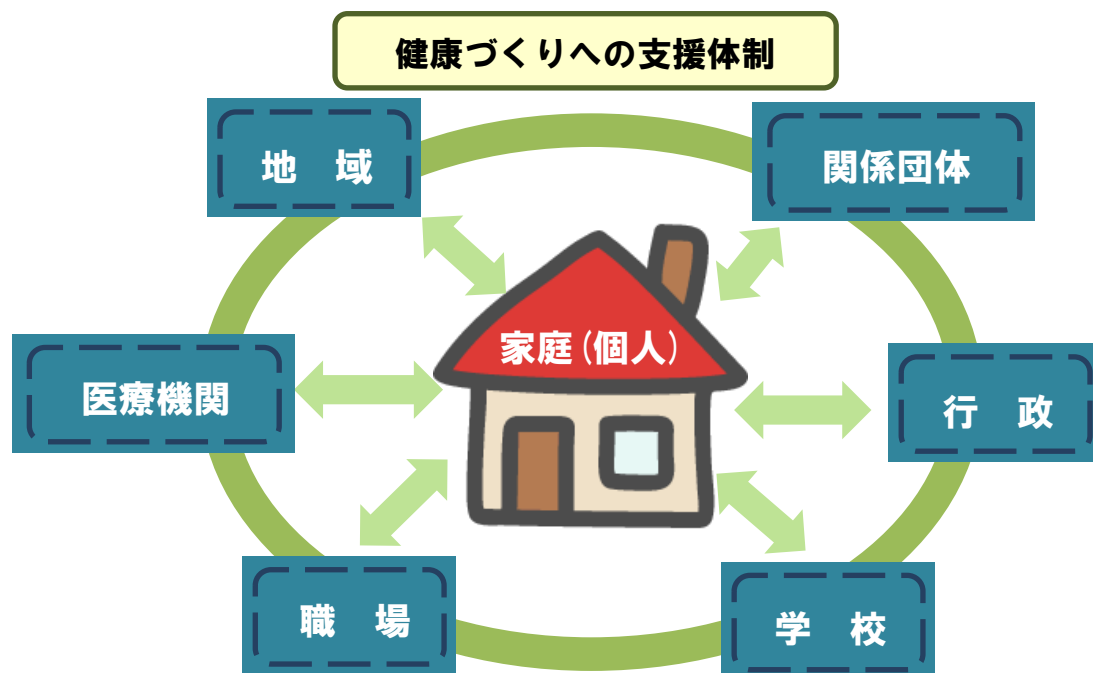 健康づくりへの支援体制
地　域
関係団体
家庭(個人)
医療機関
行　政
職　場
学　校